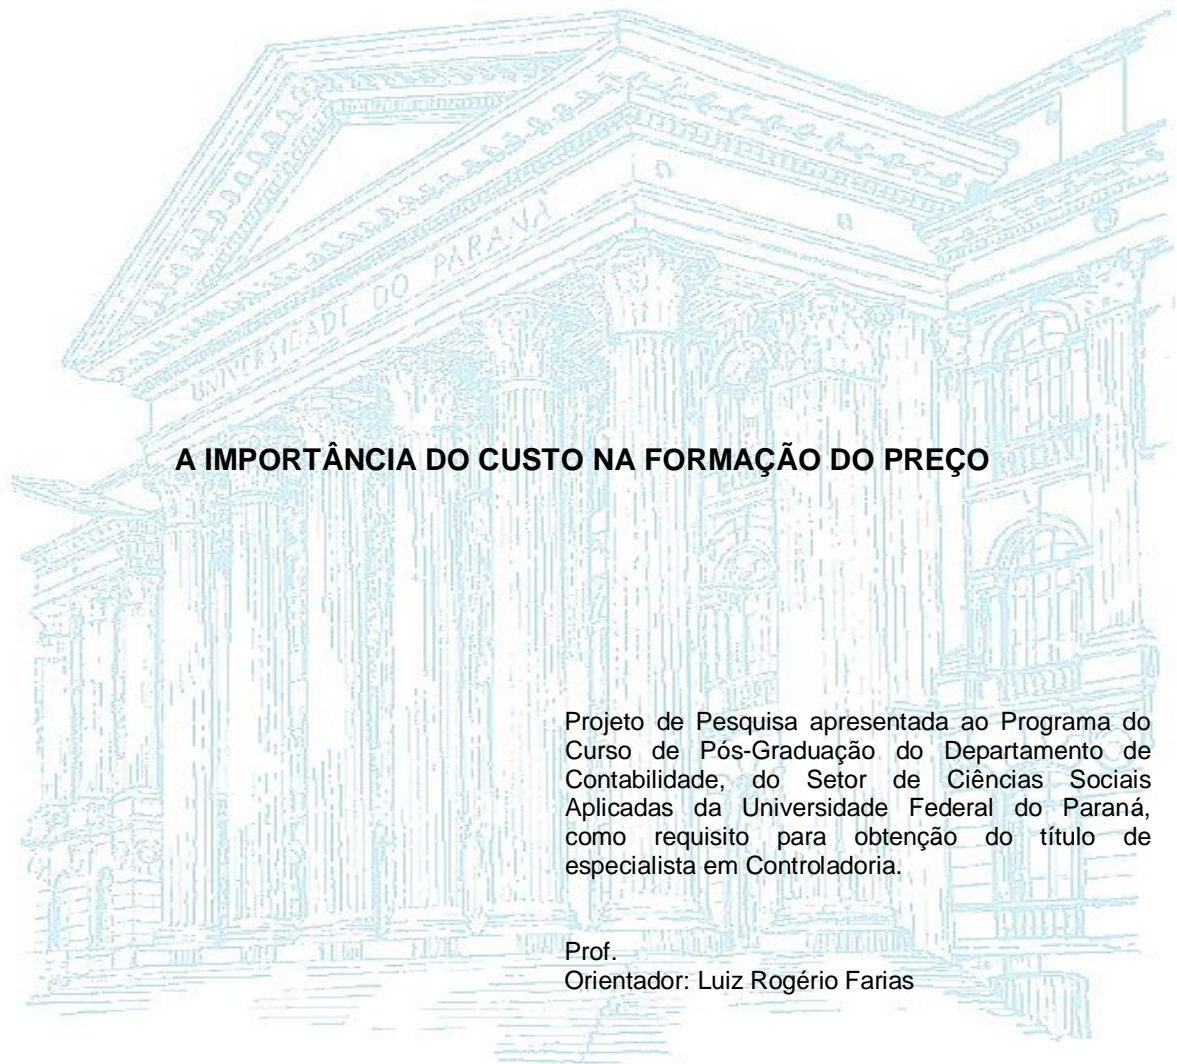 UNIVERSIDADE DO PARANÁ
A IMPORTÂNCIA DO CUSTO NA FORMAÇÃO DO PREÇO
Projeto de Pesquisa apresentada ao Programa do
Curso de Pós-Graduação do Departamento de
Contabilidade, do Setor de Ciências Sociais
Aplicadas da Universidade Federal do Paraná,
como requisito para obtenção do título de
especialista em Controladoria.
Prof.
Orientador: Luiz Rogério Farias